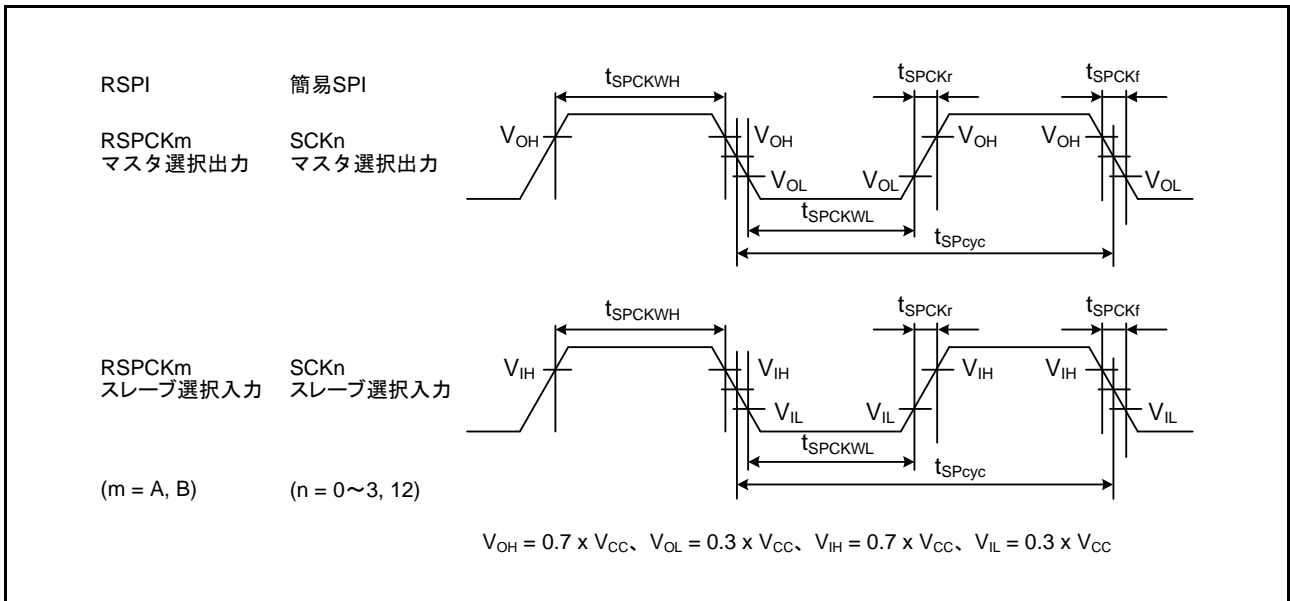 RSPI 簡易SPI
tSPCKWH tSPCKr tSPCKf
RSPCKm SCKn
マスタ選択出力 マスタ選択出力
VOH VOH VOH VOH
VOL VOL VOL
tSPCKWL
tSPcyc
tSPCKWH tSPCKr tSPCKf
RSPCKm SCKn
スレーブ選択入力 スレーブ選択入力
VIH VIH VIH VIH
VIL VIL VIL
tSPCKWL
tSPcyc
(m = A, B) (n = 0～3, 12)
VOH = 0.7 x VCC、VOL = 0.3 x VCC、VIH = 0.7 x VCC、VIL = 0.3 x VCC